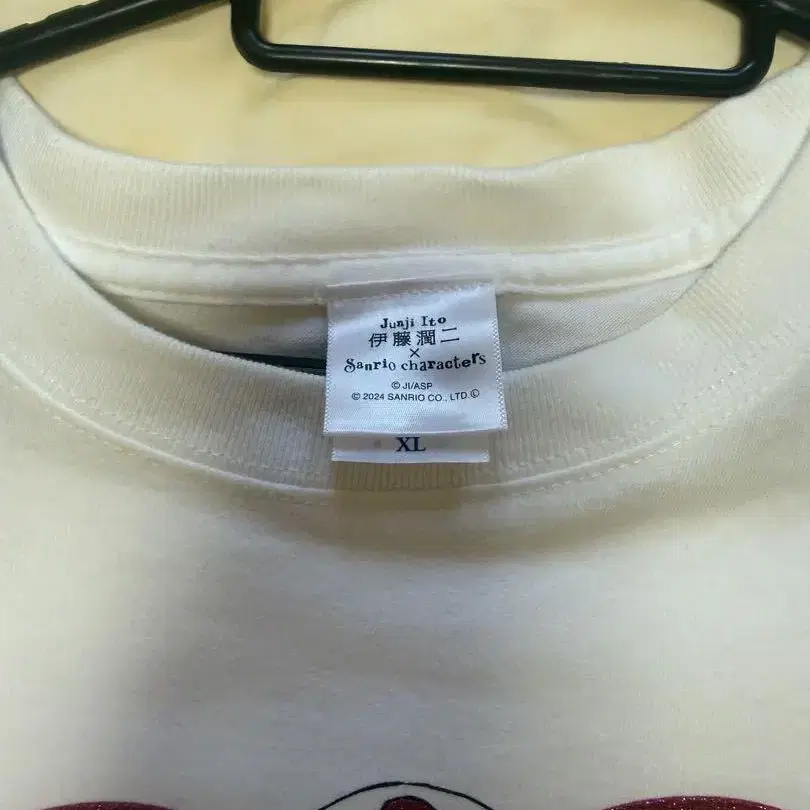 Junji Ito
伊藤潤二
×
Sanrio characters
© JI/ASP
© 2024 SANRIO CO., LTD.Ⓛ
XL